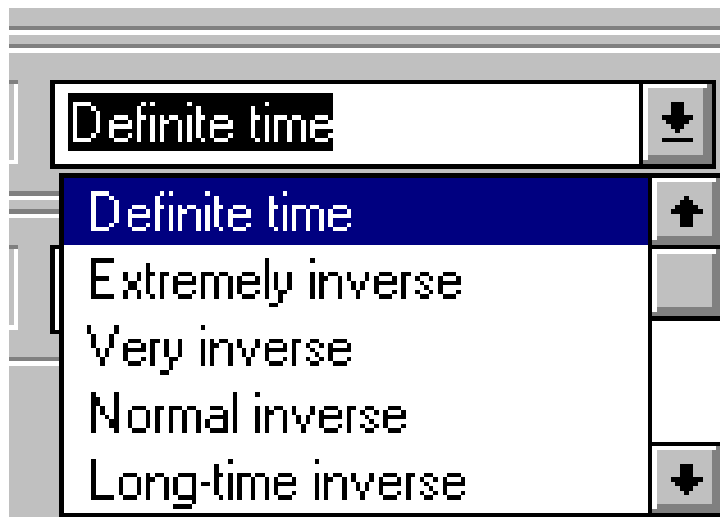 Definite time
Definite time
Extremely inverse
Very inverse
Normal inverse
Long-time inverse